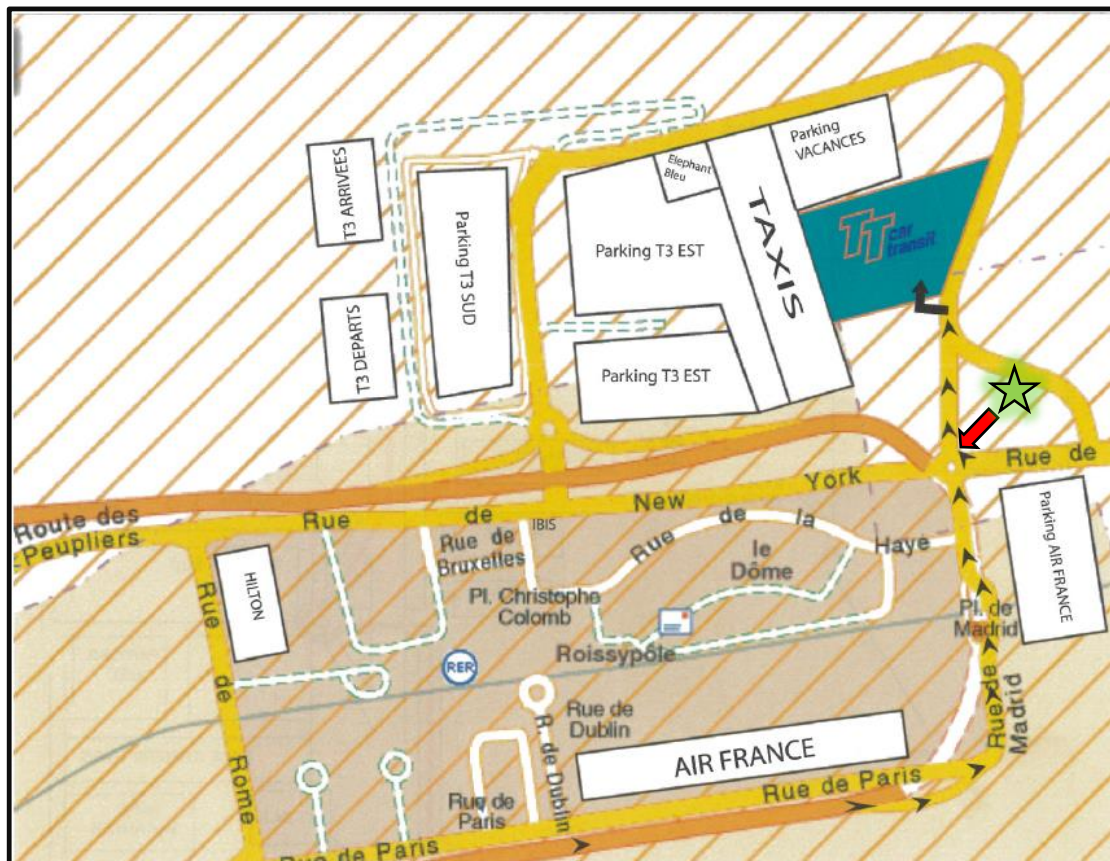 Parking
VACANCES
Elephant
Bleu
T3 ARRIVEES
TAXIS
TT car
transit
Parking T3 SUD
Parking T3 EST
T3 DEPARTS
Parking T3 EST
Rue de
York
New
de
Rue
Route des
Peupliers
IBIS
Rue de
Bruxelles
Rue de la Haye
le
Dôme
Parking AIR FRANCE
HILTON
Pl. Christophe
Colomb
Pl. de
Madrid
Roissypôle
RER
Rue de Rome
Rue de
Dublin
R. de Dublin
Rue de
Madrid
AIR FRANCE
Rue de Paris
Rue de
Paris
Rue de Paris